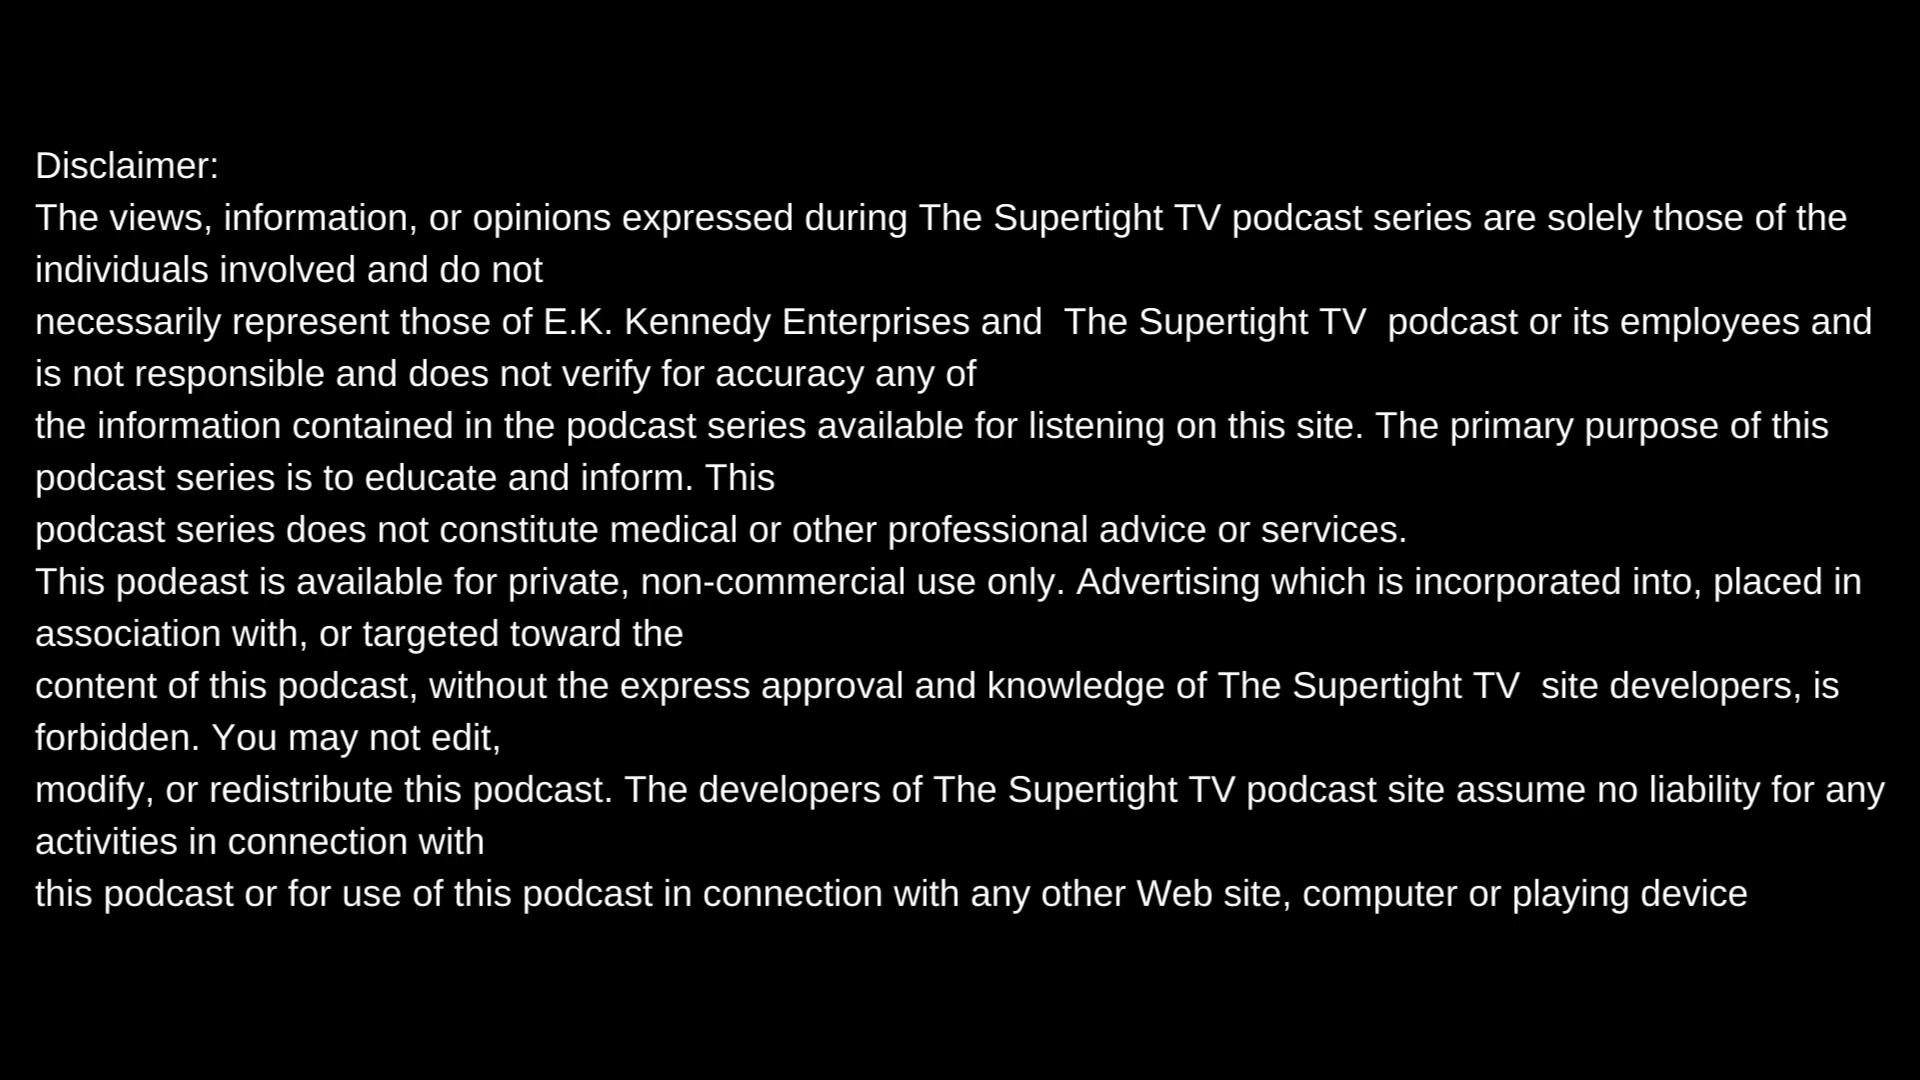 Disclaimer:
The views, information, or opinions expressed during The Supertight TV podcast series are solely those of the
individuals involved and do not
necessarily represent those of E.K. Kennedy Enterprises and  The Supertight TV  podcast or its employees and
is not responsible and does not verify for accuracy any of
the information contained in the podcast series available for listening on this site. The primary purpose of this
podcast series is to educate and inform. This
podcast series does not constitute medical or other professional advice or services.
This podeast is available for private, non-commercial use only. Advertising which is incorporated into, placed in
association with, or targeted toward the
content of this podcast, without the express approval and knowledge of The Supertight TV  site developers, is
forbidden. You may not edit,
modify, or redistribute this podcast. The developers of The Supertight TV podcast site assume no liability for any
activities in connection with
this podcast or for use of this podcast in connection with any other Web site, computer or playing device